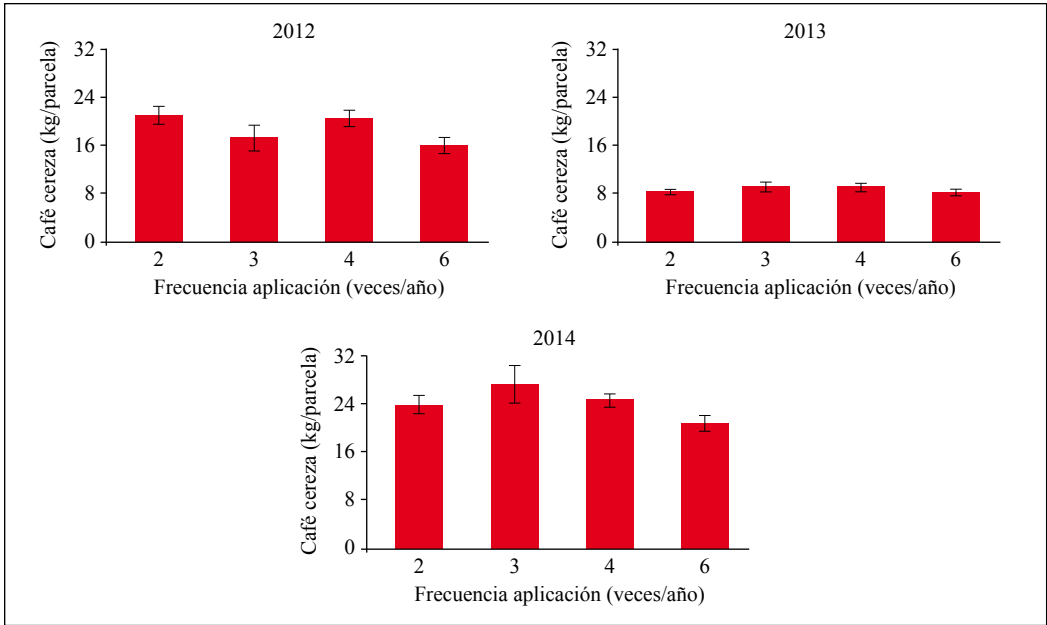 2012
32
24
16
8
0
Café cereza (kg/parcela)
2 3 4 6
Frecuencia aplicación (veces/año)
2013
32
24
16
8
0
Café cereza (kg/parcela)
2 3 4 6
Frecuencia aplicación (veces/año)
2014
32
24
16
8
0
Café cereza (kg/parcela)
2 3 4 6
Frecuencia aplicación (veces/año)